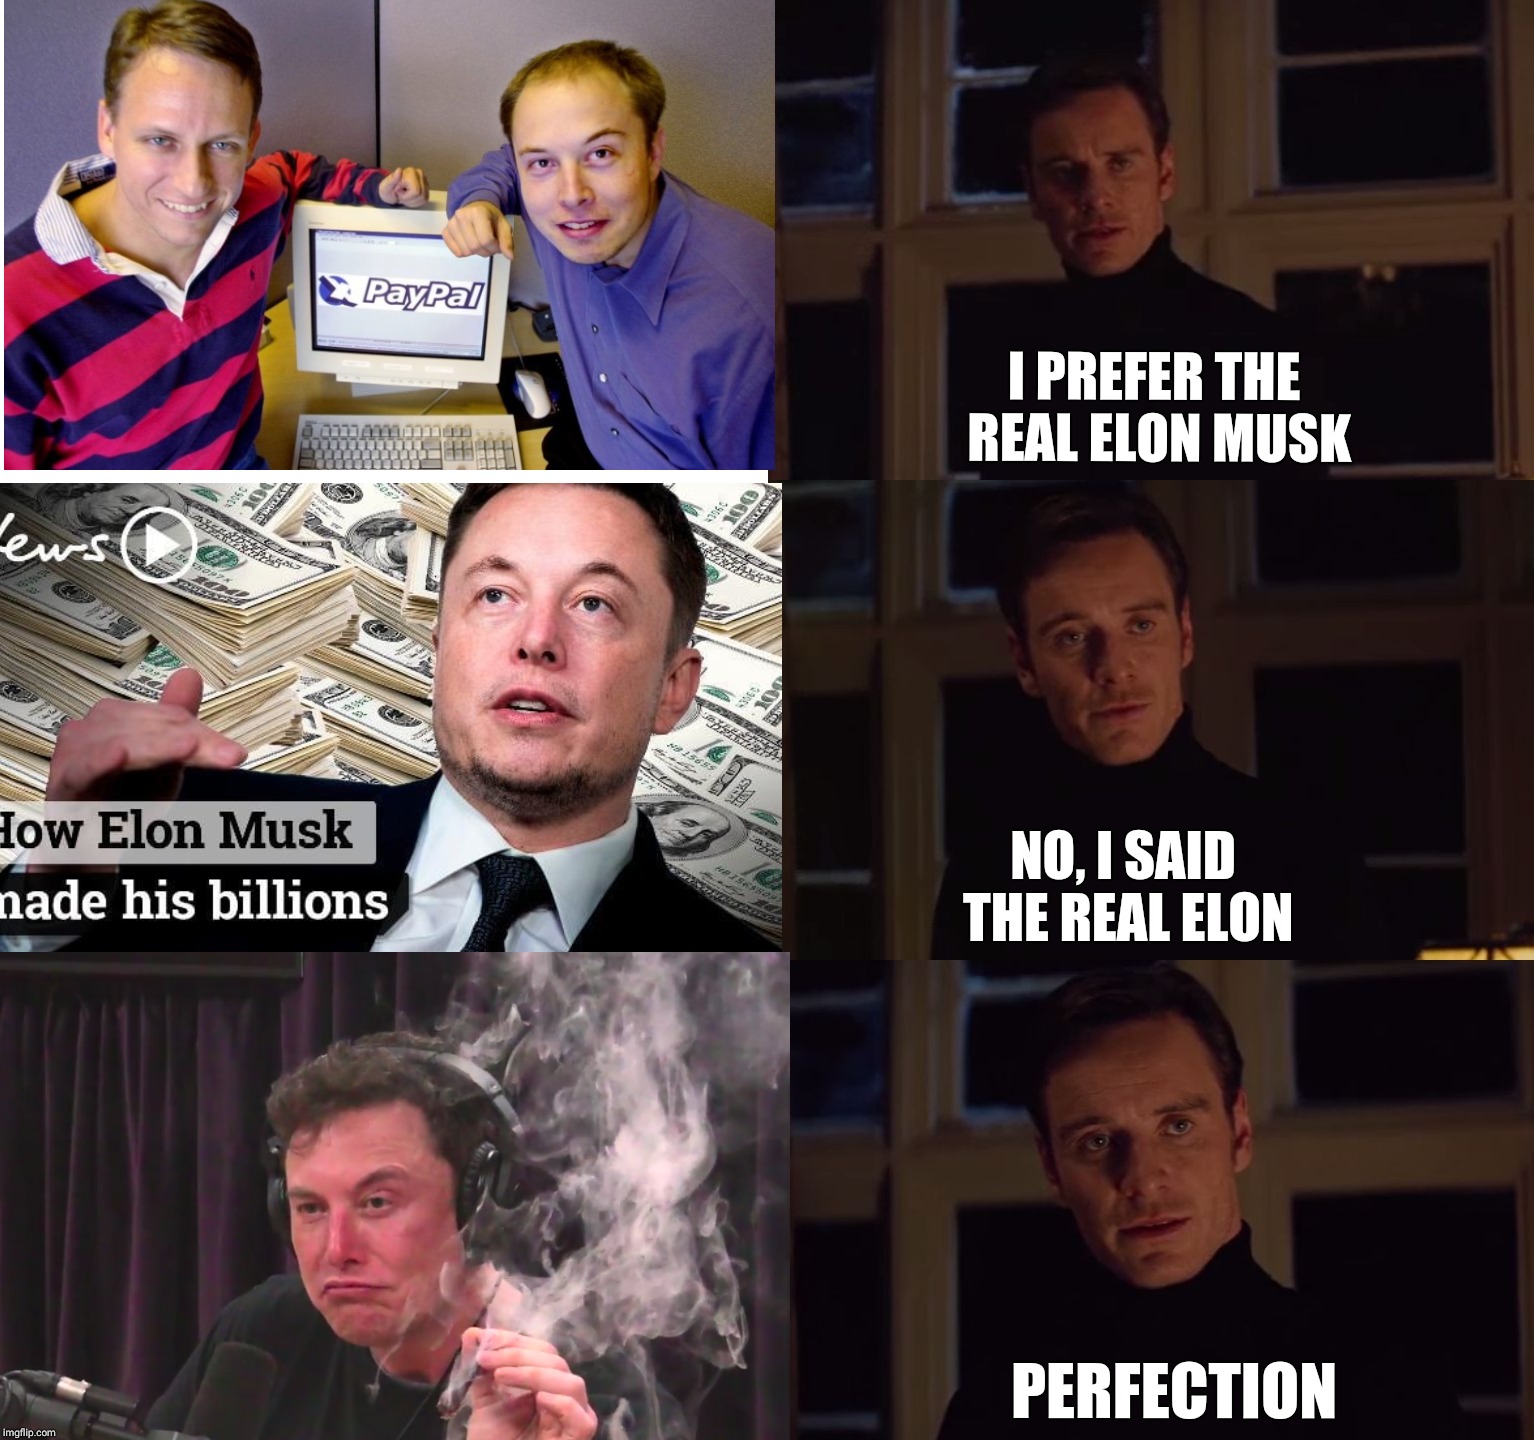 PayPal
I PREFER THE
REAL ELON MUSK
ews
How Elon Musk
made his billions
NO, I SAID
THE REAL ELON
PERFECTION
imgflip.com